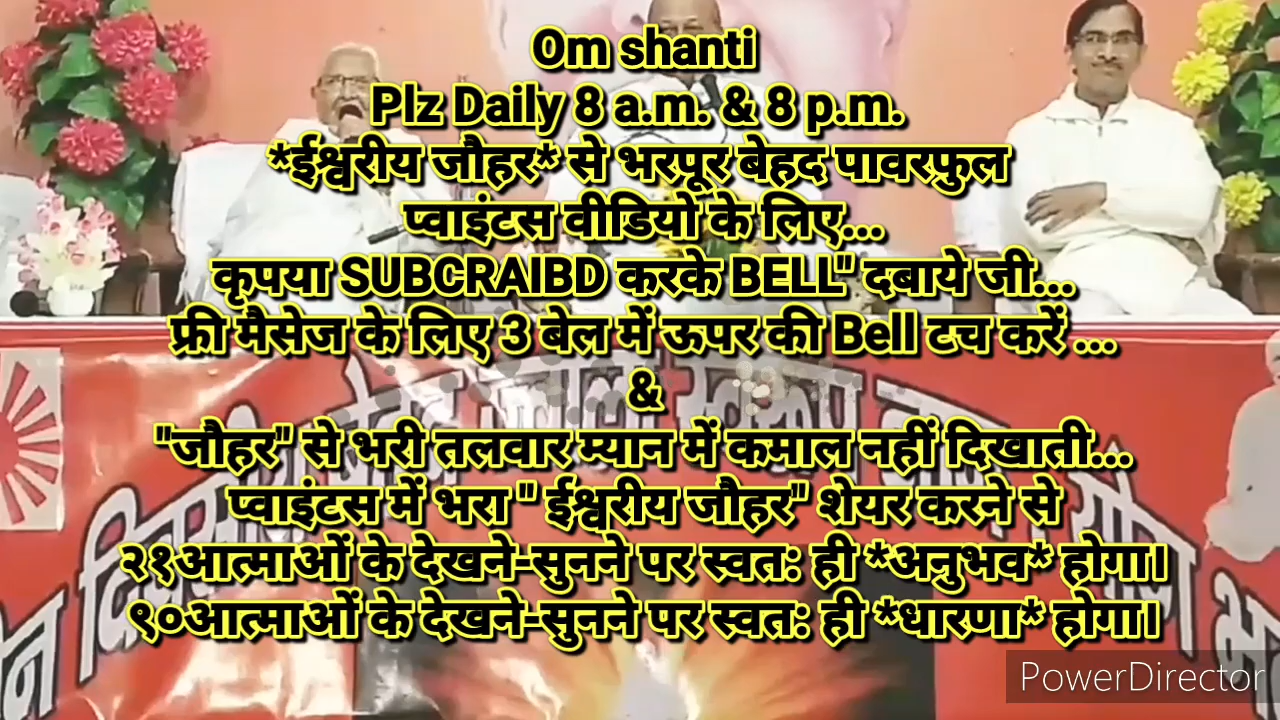 Om shanti
Plz Daily 8 a.m. & 8 p.m.
*ईश्वरीय जौहर* से भरपूर बेहद पावरफुल
प्वाइंटस वीडियो के लिए...
कृपया SUBCRAIBD करके BELL" दबाये जी...
फ्री मैसेज के लिए 3 बेल में ऊपर की Bell टच करें ...
&
"जौहर" से भरी तलवार म्यान में कमाल नहीं दिखाती...
प्वाइंटस में भरा " ईश्वरीय जौहर" शेयर करने से
२१आत्माओं के देखने-सुनने पर स्वत: ही *अनुभव* होगा।
९०आत्माओं के देखने-सुनने पर स्वत: ही *धारणा* होगा।
योग
PowerDirector